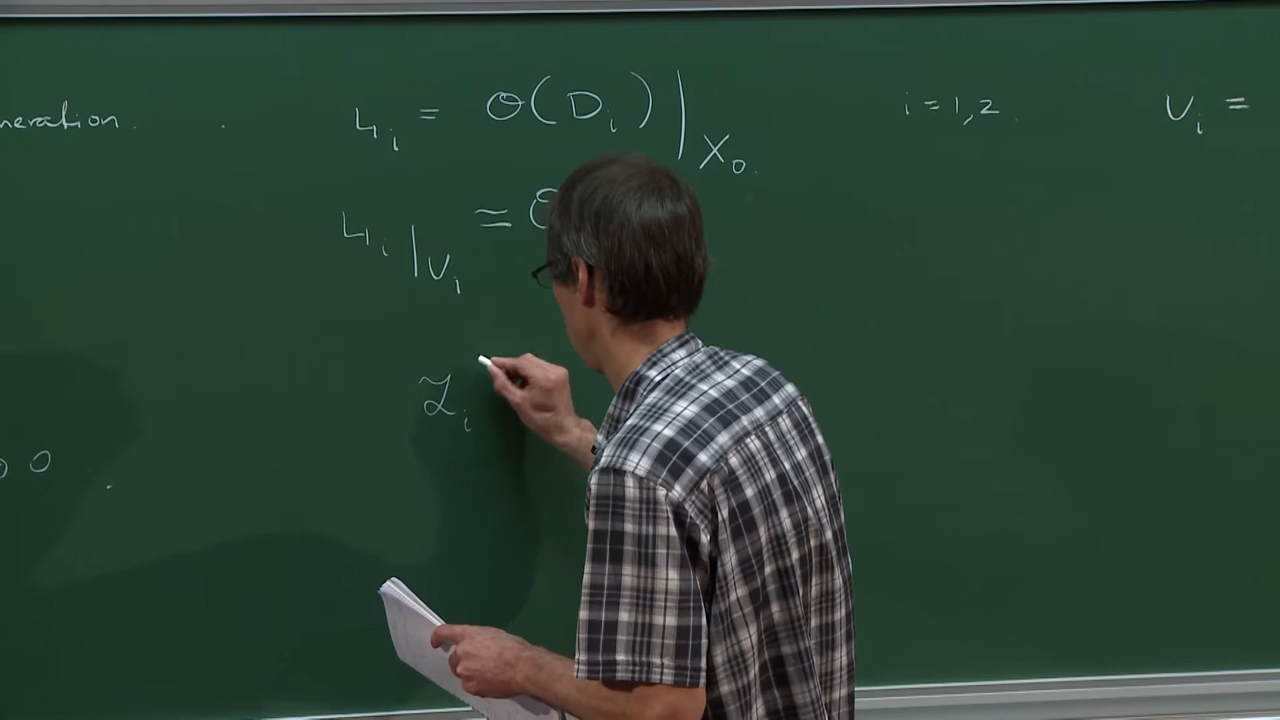 neration. L_i = O(D_i)|_{X_0} i = 1,2. U_i =
L_i|_{U_i} ≃ O
Z_i
0